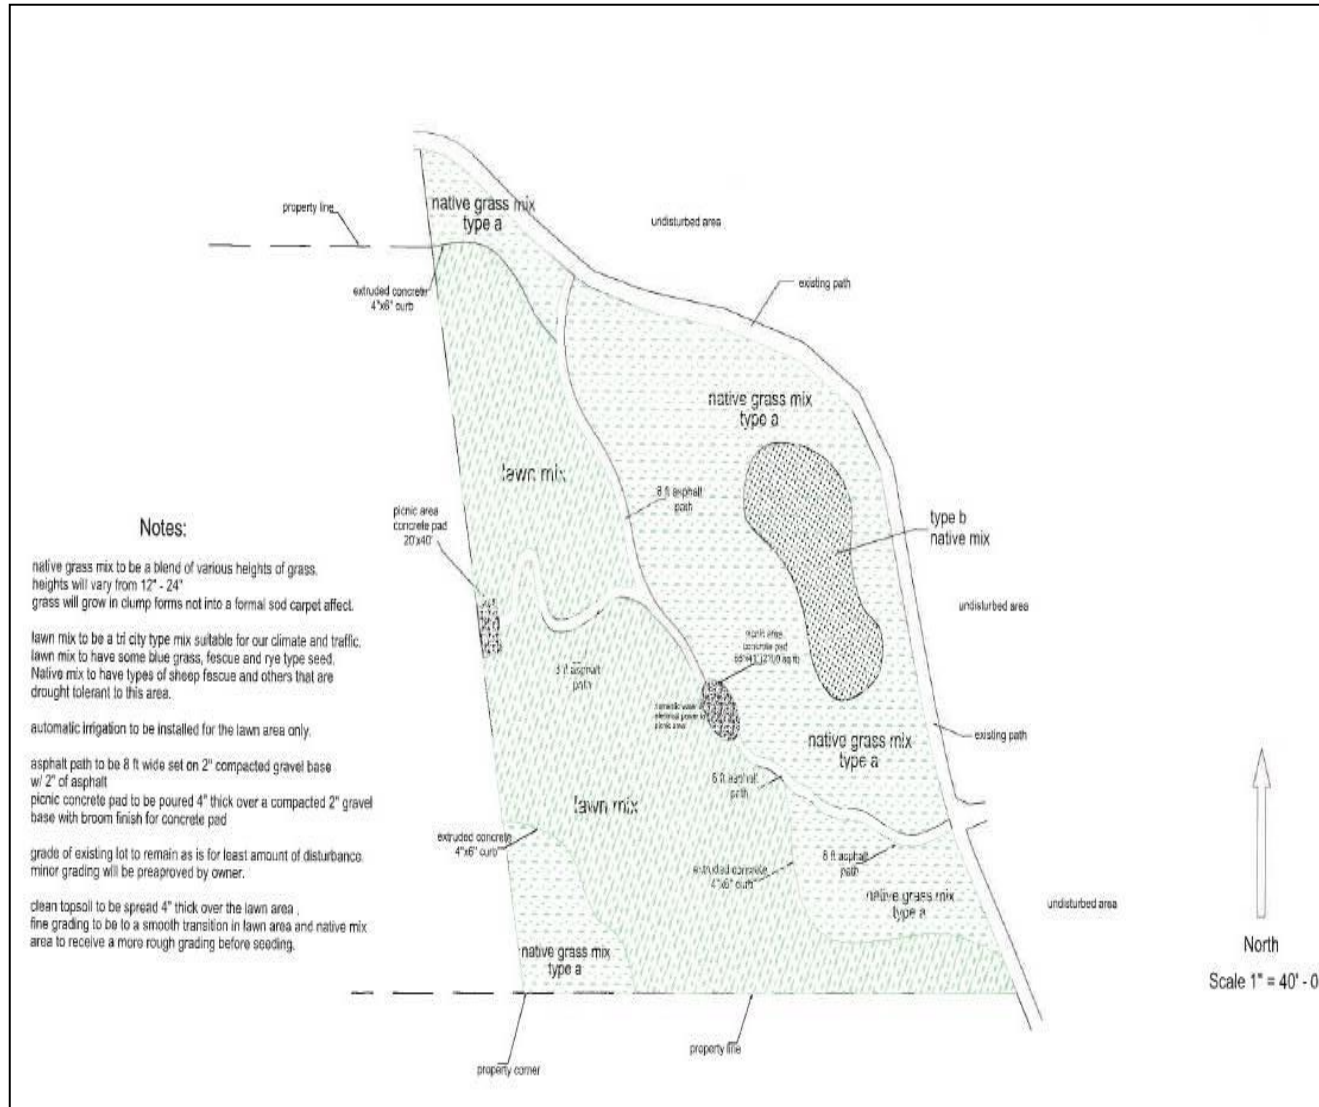 native grass mix
type a
undisturbed area
property line
existing path
extruded concrete
4"x6" curb
native grass mix
type a
lawn mix
8 ft asphalt
path
picnic area
concrete pad
20'x40'
type b
native mix
undisturbed area
Notes:
native grass mix to be a blend of various heights of grass.
heights will vary from 12" - 24"
grass will grow in clump forms not into a formal sod carpet affect.
lawn mix to be a tri city type mix suitable for our climate and traffic.
lawn mix to have some blue grass, fescue and rye type seed.
Native mix to have types of sheep fescue and others that are
drought tolerant to this area.
automatic irrigation to be installed for the lawn area only.
asphalt path to be 8 ft wide set on 2" compacted gravel base
w/ 2" of asphalt
picnic concrete pad to be poured 4" thick over a compacted 2" gravel
base with broom finish for concrete pad
grade of existing lot to remain as is for least amount of disturbance.
minor grading will be preaproved by owner.
clean topsoil to be spread 4" thick over the lawn area .
fine grading to be to a smooth transition in lawn area and native mix
area to receive a more rough grading before seeding.
picnic area
concrete pad
ft asphalt
path
electrical power
picnic area
native grass mix
type a
existing path
ft asphalt
path
lawn mix
extruded concrete
4"x6" curb
8 ft asphalt
path
extruded concrete
4"x6" curb
native grass mix
type a
undisturbed area
native grass mix
type a
North
Scale 1" = 40' - 0
property line
property corner